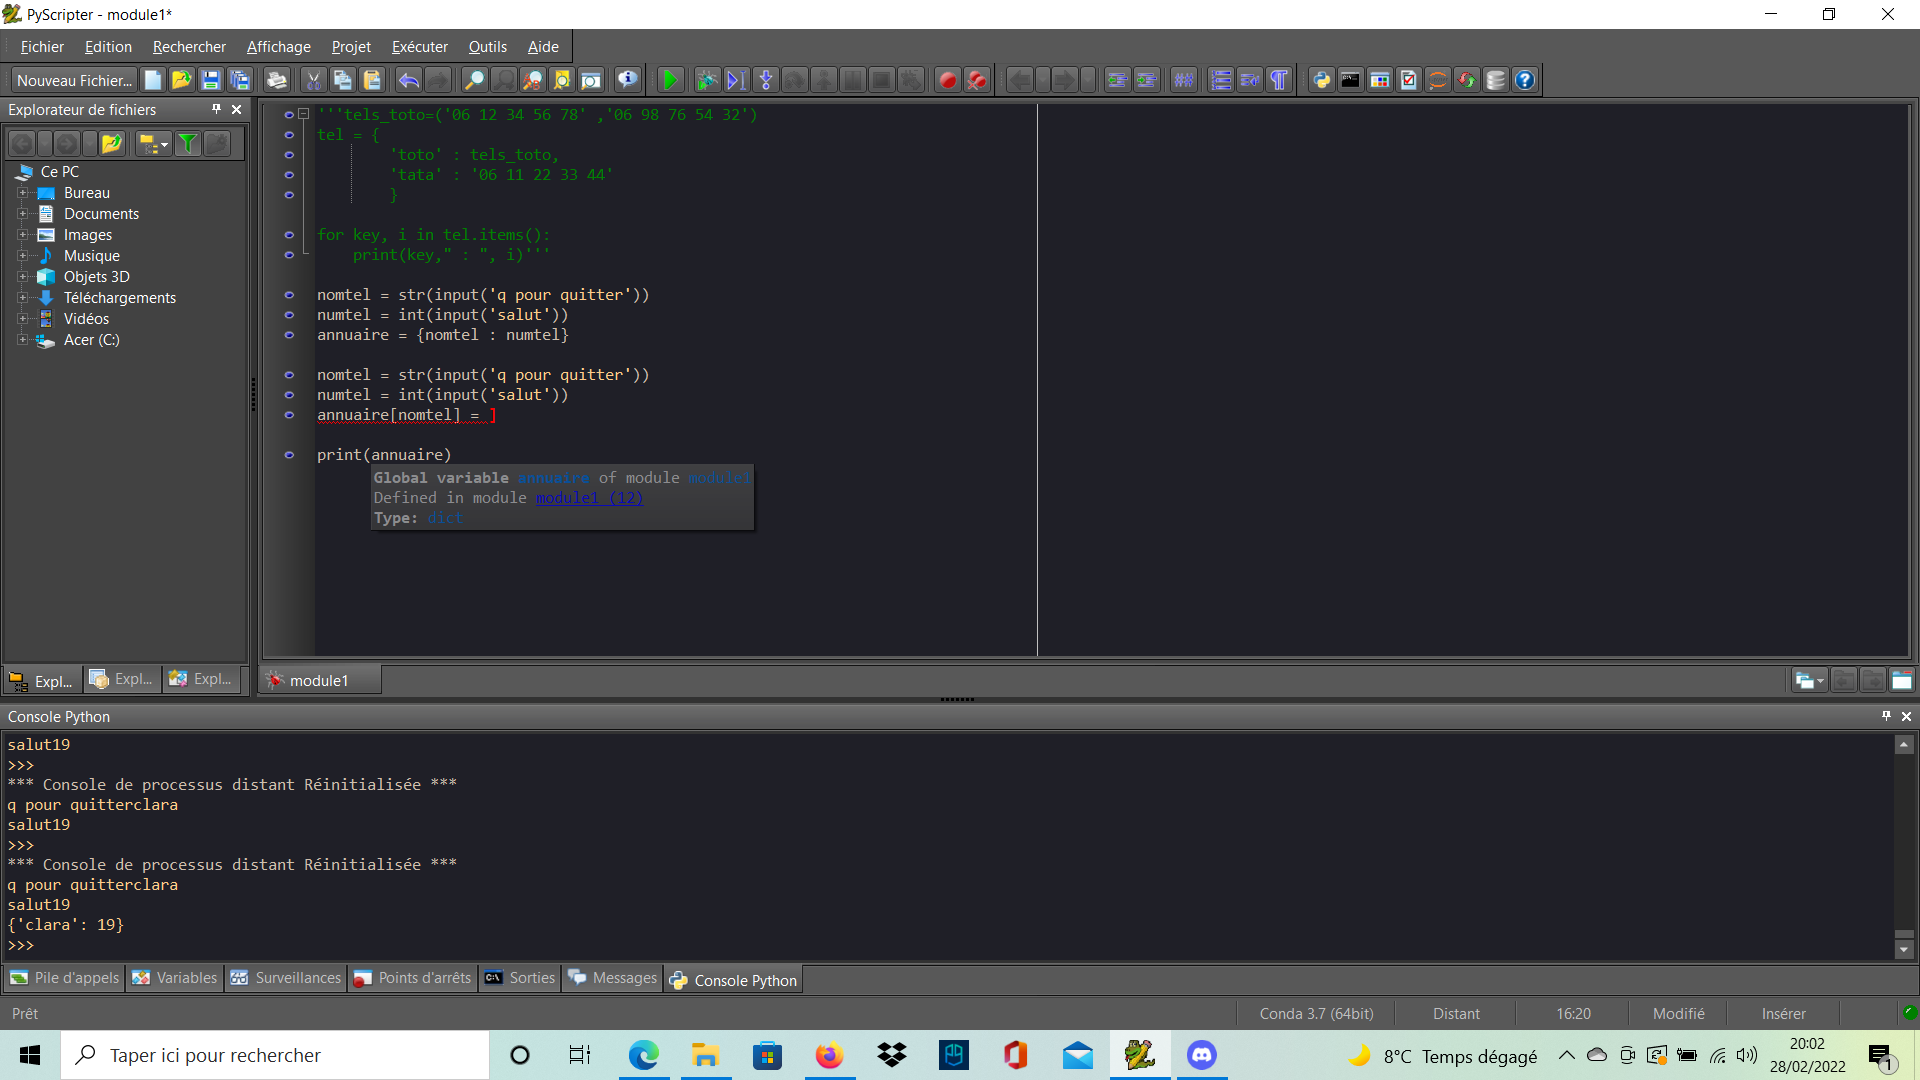 PyScripter - module1*
Fichier Edition Rechercher Affichage Projet Exécuter Outils Aide
Nouveau Fichier...
Explorateur de fichiers
Ce PC
Bureau
Documents
Images
Musique
Objets 3D
Téléchargements
Vidéos
Acer (C:)
Expl... Expl... Expl...
'''tels_toto=('06 12 34 56 78' ,'06 98 76 54 32')
tel = {
'toto' : tels_toto,
'tata' : '06 11 22 33 44'
}
for key, i in tel.items():
print(key," : ", i)'''
nomtel = str(input('q pour quitter'))
numtel = int(input('salut'))
annuaire = {nomtel : numtel}
nomtel = str(input('q pour quitter'))
numtel = int(input('salut'))
annuaire[nomtel] = ]
print(annuaire)
Global variable annuaire of module module1
Defined in module module1 (12)
Type: dict
module1
Console Python
salut19
>>>
*** Console de processus distant Réinitialisée ***
q pour quitterclara
salut19
>>>
*** Console de processus distant Réinitialisée ***
q pour quitterclara
salut19
{'clara': 19}
>>>
Pile d'appels Variables Surveillances Points d'arrêts Sorties Messages Console Python
Prêt Conda 3.7 (64bit) Distant 16:20 Modifié Insérer
Taper ici pour rechercher
8°C Temps dégagé
20:02
28/02/2022
1